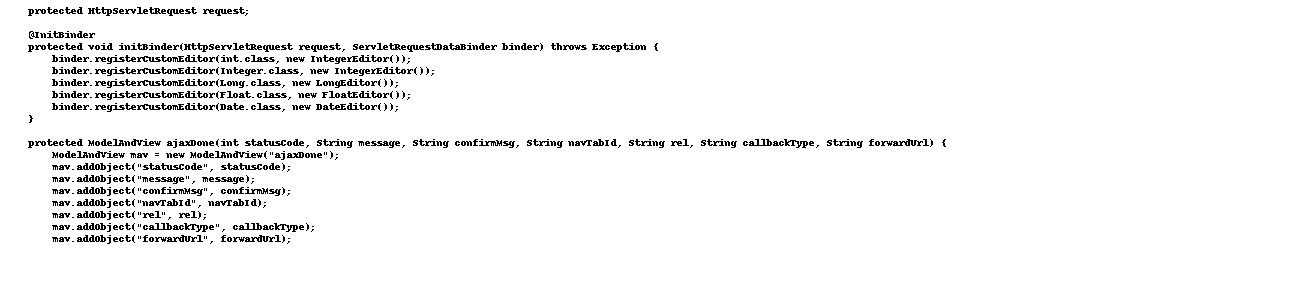 protected HttpServletRequest request;
@InitBinder
protected void initBinder(HttpServletRequest request, ServletRequestDataBinder binder) throws Exception {
binder.registerCustomEditor(int.class, new IntegerEditor());
binder.registerCustomEditor(Integer.class, new IntegerEditor());
binder.registerCustomEditor(Long.class, new LongEditor());
binder.registerCustomEditor(Float.class, new FloatEditor());
binder.registerCustomEditor(Date.class, new DateEditor());
}
protected ModelAndView ajaxDone(int statusCode, String message, String confirmMsg, String navTabId, String rel, String callbackType, String forwardUrl) {
ModelAndView mav = new ModelAndView("ajaxDone");
mav.addObject("statusCode", statusCode);
mav.addObject("message", message);
mav.addObject("confirmMsg", confirmMsg);
mav.addObject("navTabId", navTabId);
mav.addObject("rel", rel);
mav.addObject("callbackType", callbackType);
mav.addObject("forwardUrl", forwardUrl);